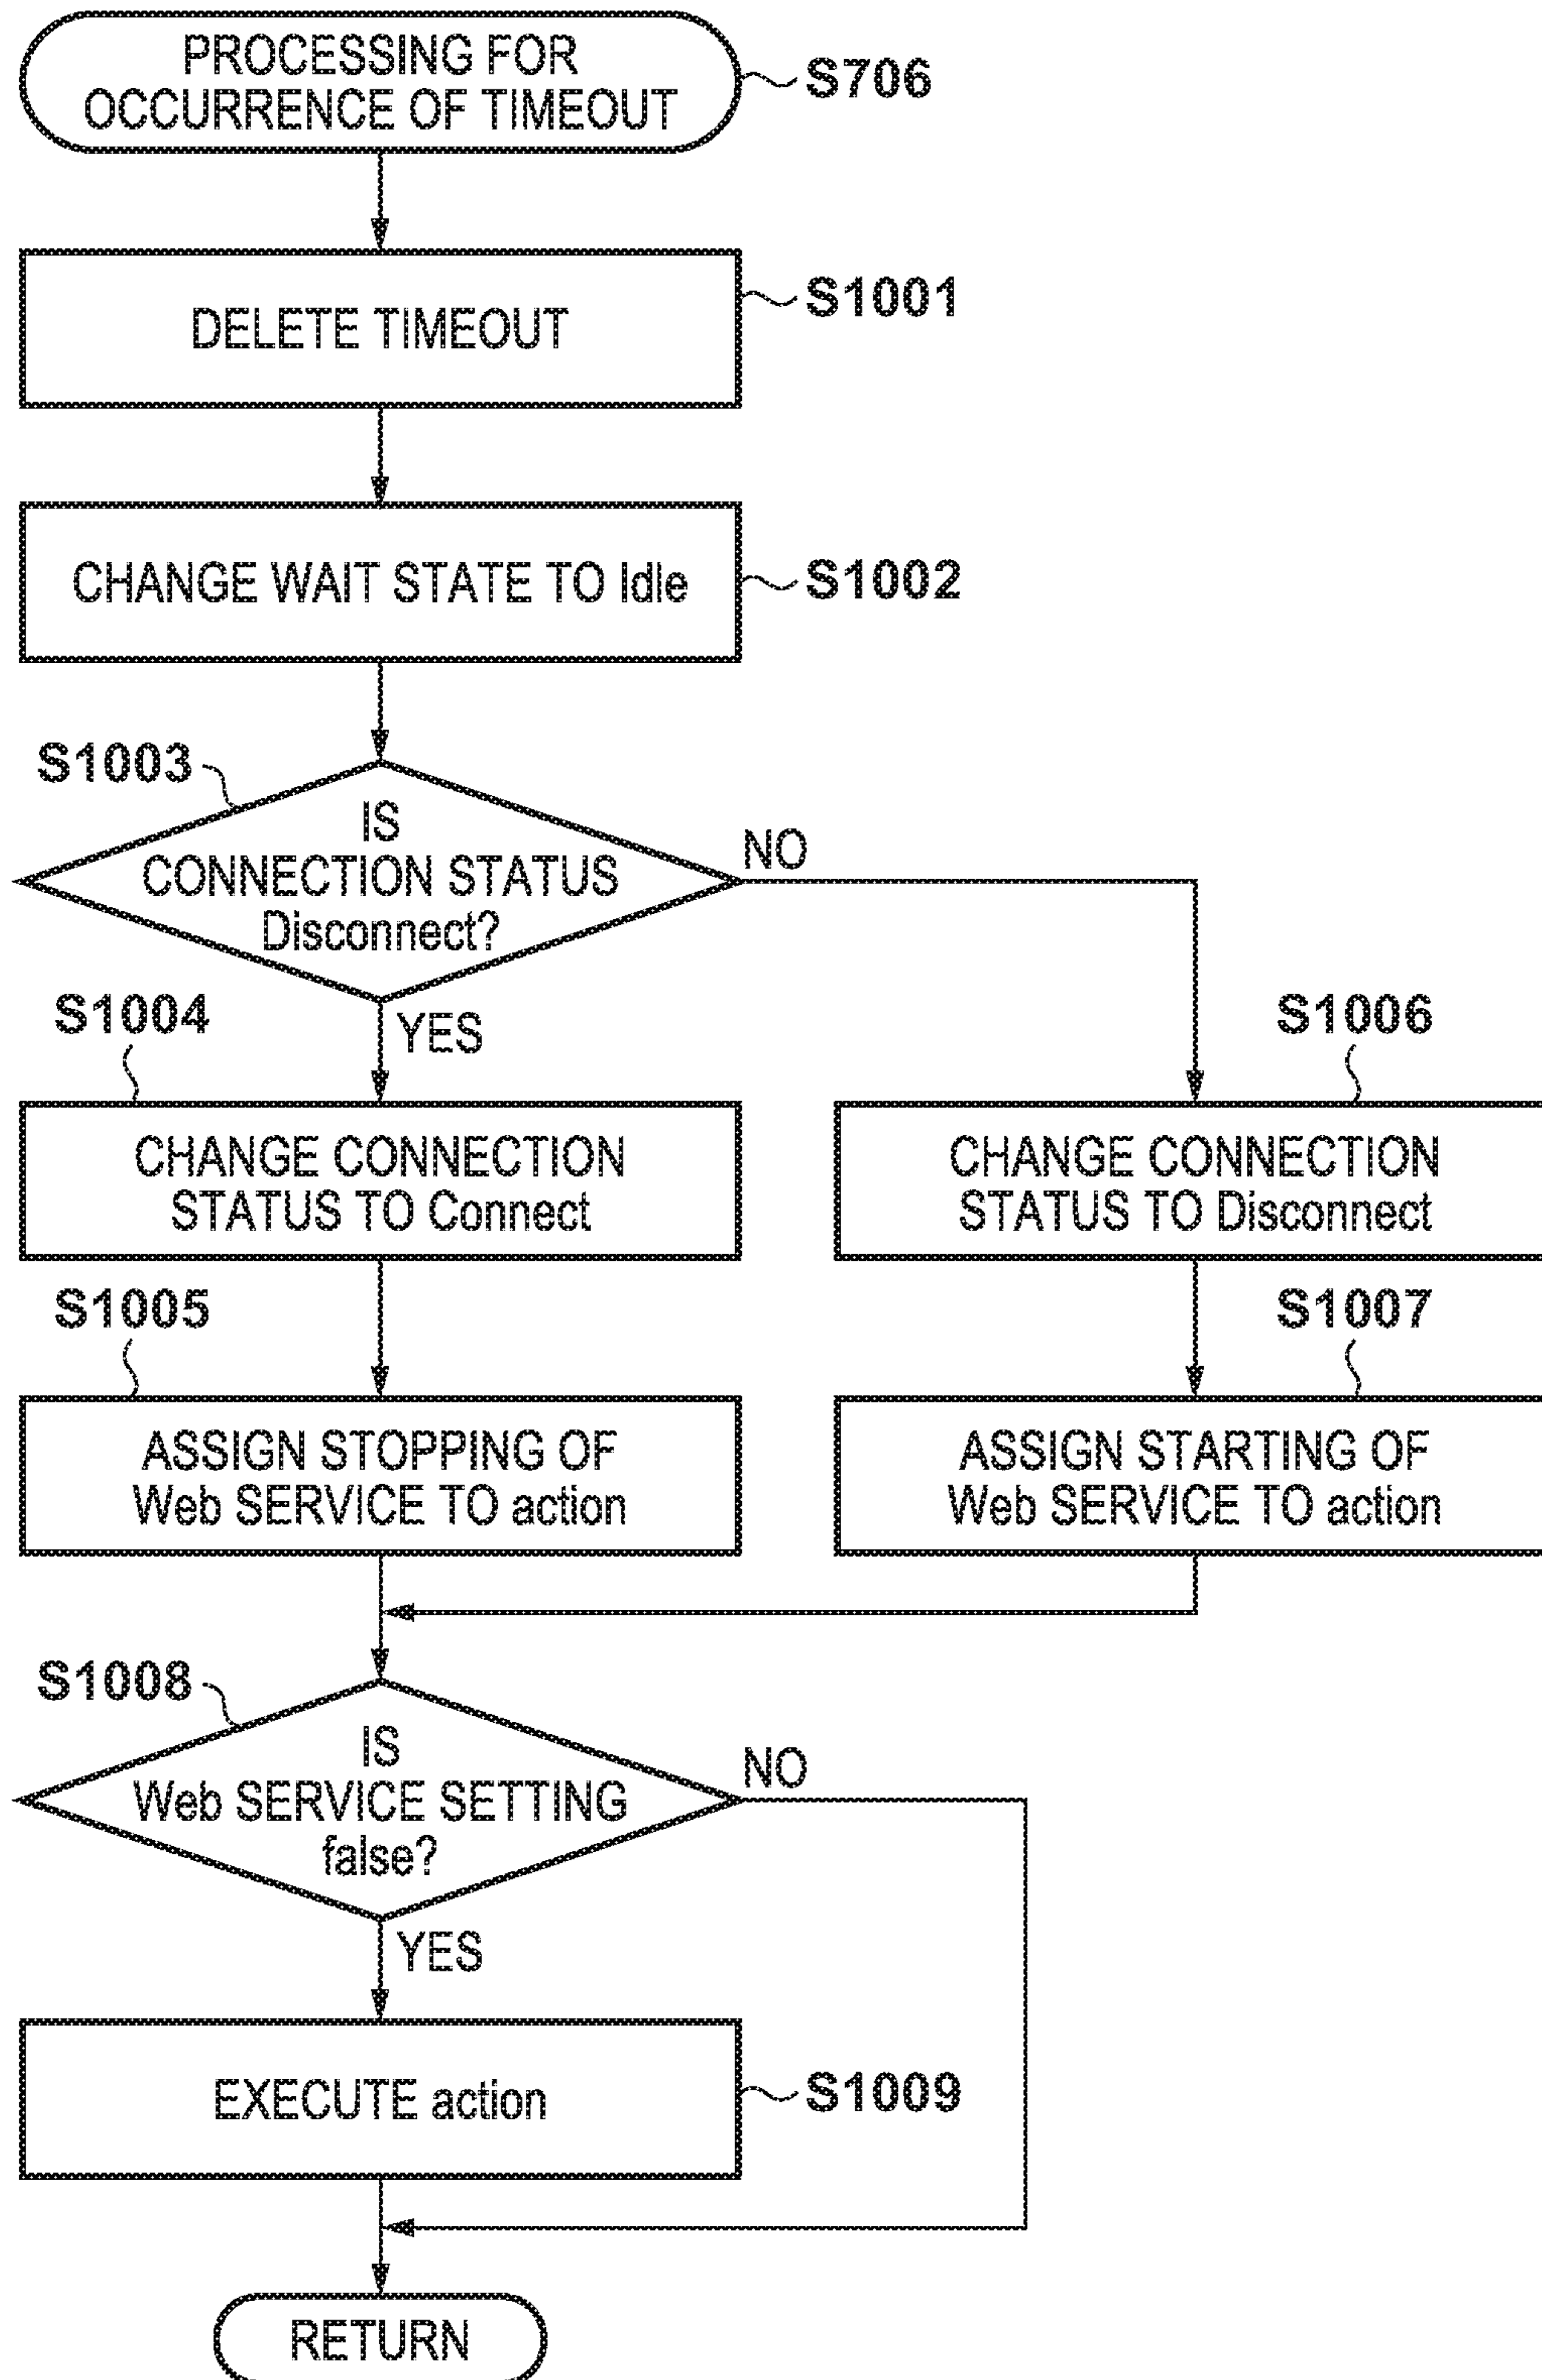 PROCESSING FOR
OCCURRENCE OF TIMEOUT
S706
DELETE TIMEOUT
S1001
CHANGE WAIT STATE TO Idle
S1002
S1003
IS
CONNECTION STATUS
Disconnect?
NO
YES
S1004
CHANGE CONNECTION
STATUS TO Connect
S1006
CHANGE CONNECTION
STATUS TO Disconnect
S1005
ASSIGN STOPPING OF
Web SERVICE TO action
S1007
ASSIGN STARTING OF
Web SERVICE TO action
S1008
IS
Web SERVICE SETTING
false?
NO
YES
EXECUTE action
S1009
RETURN